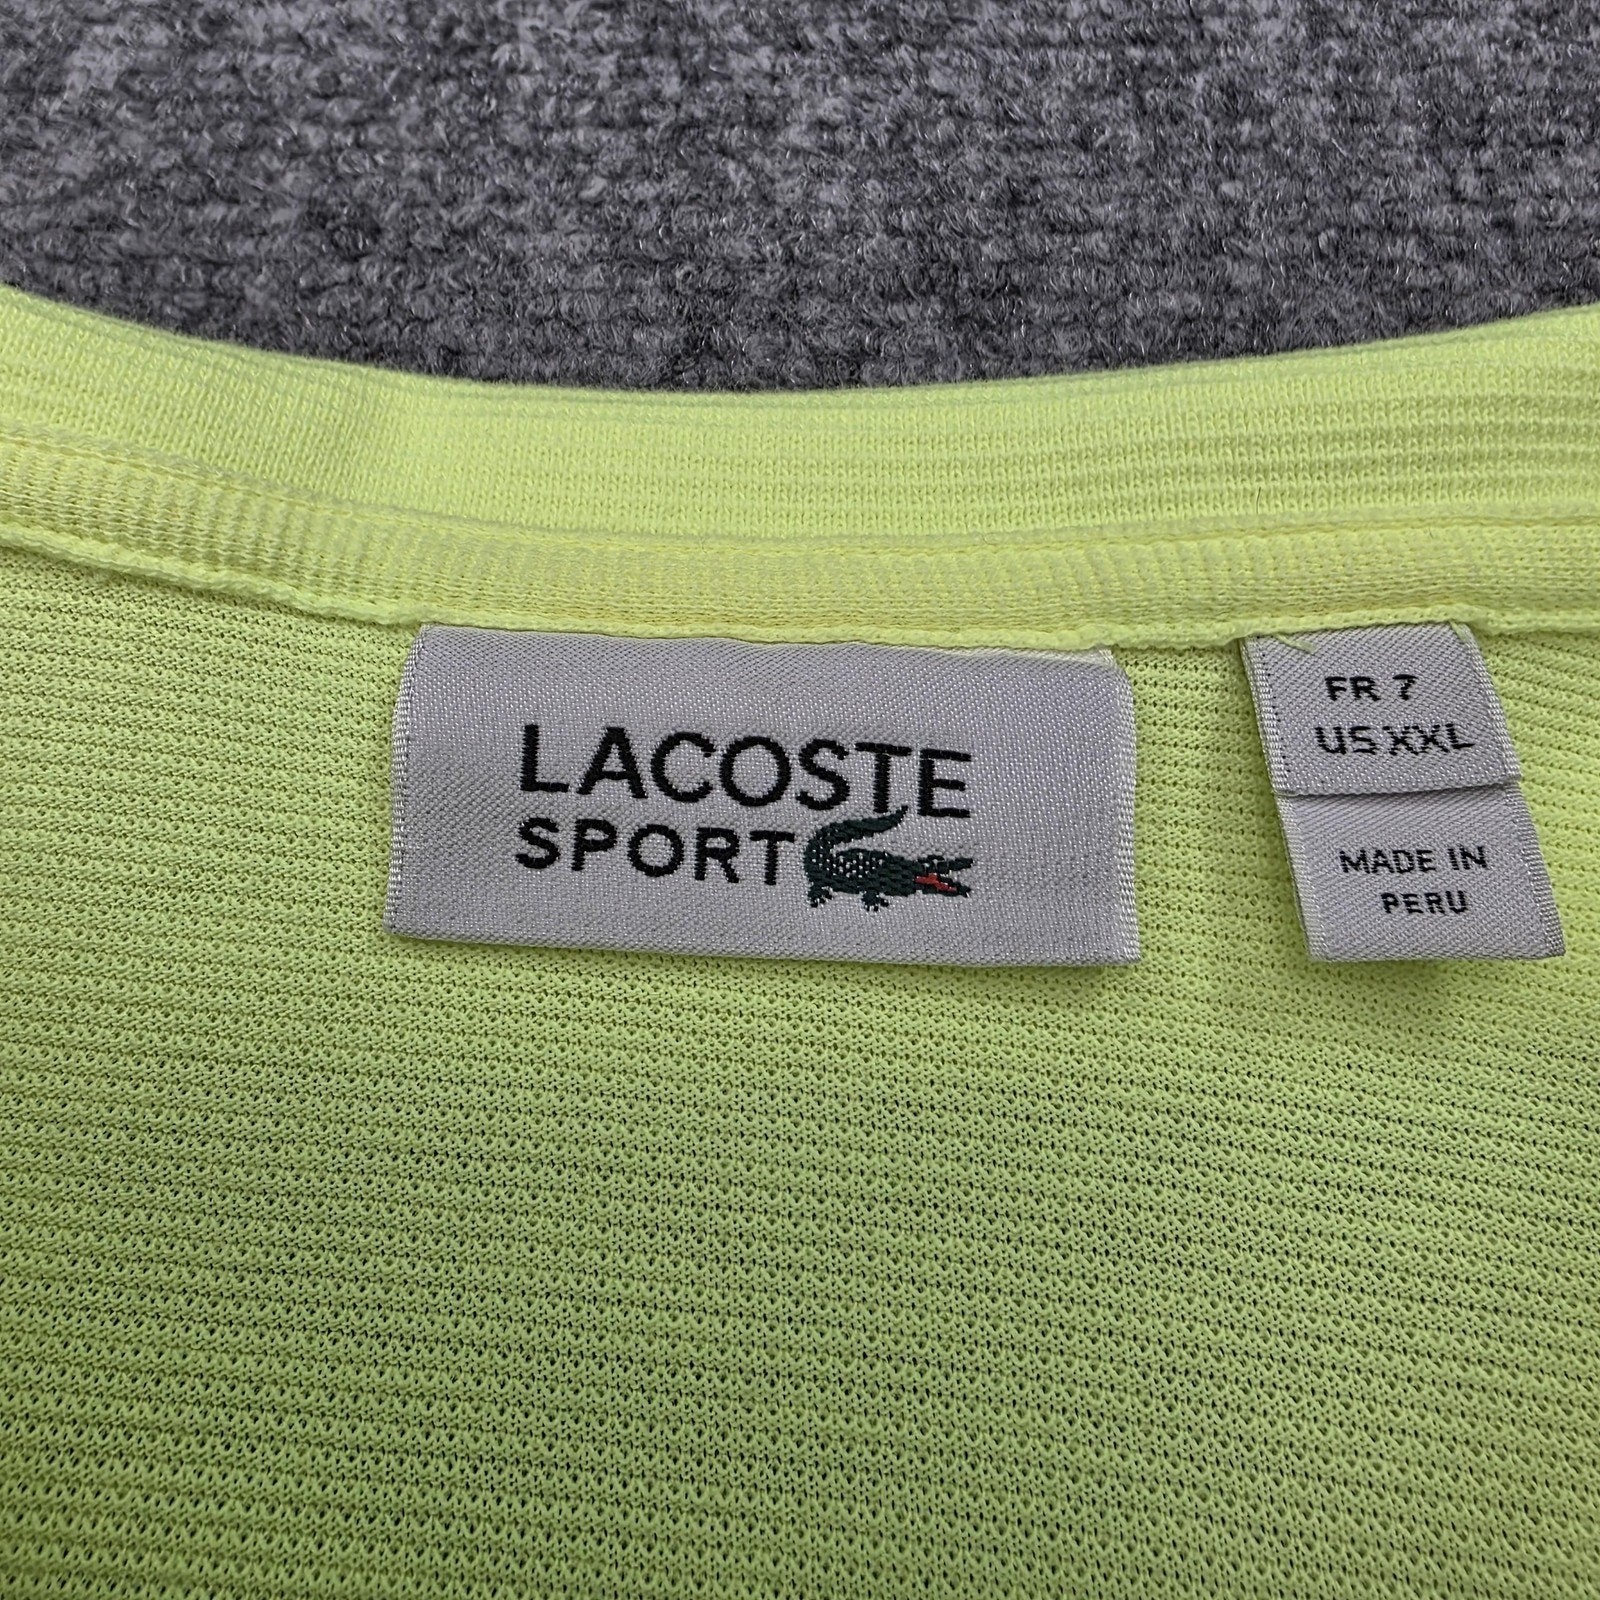 LACOSTE
SPORT
FR 7
US XXL
MADE IN
PERU